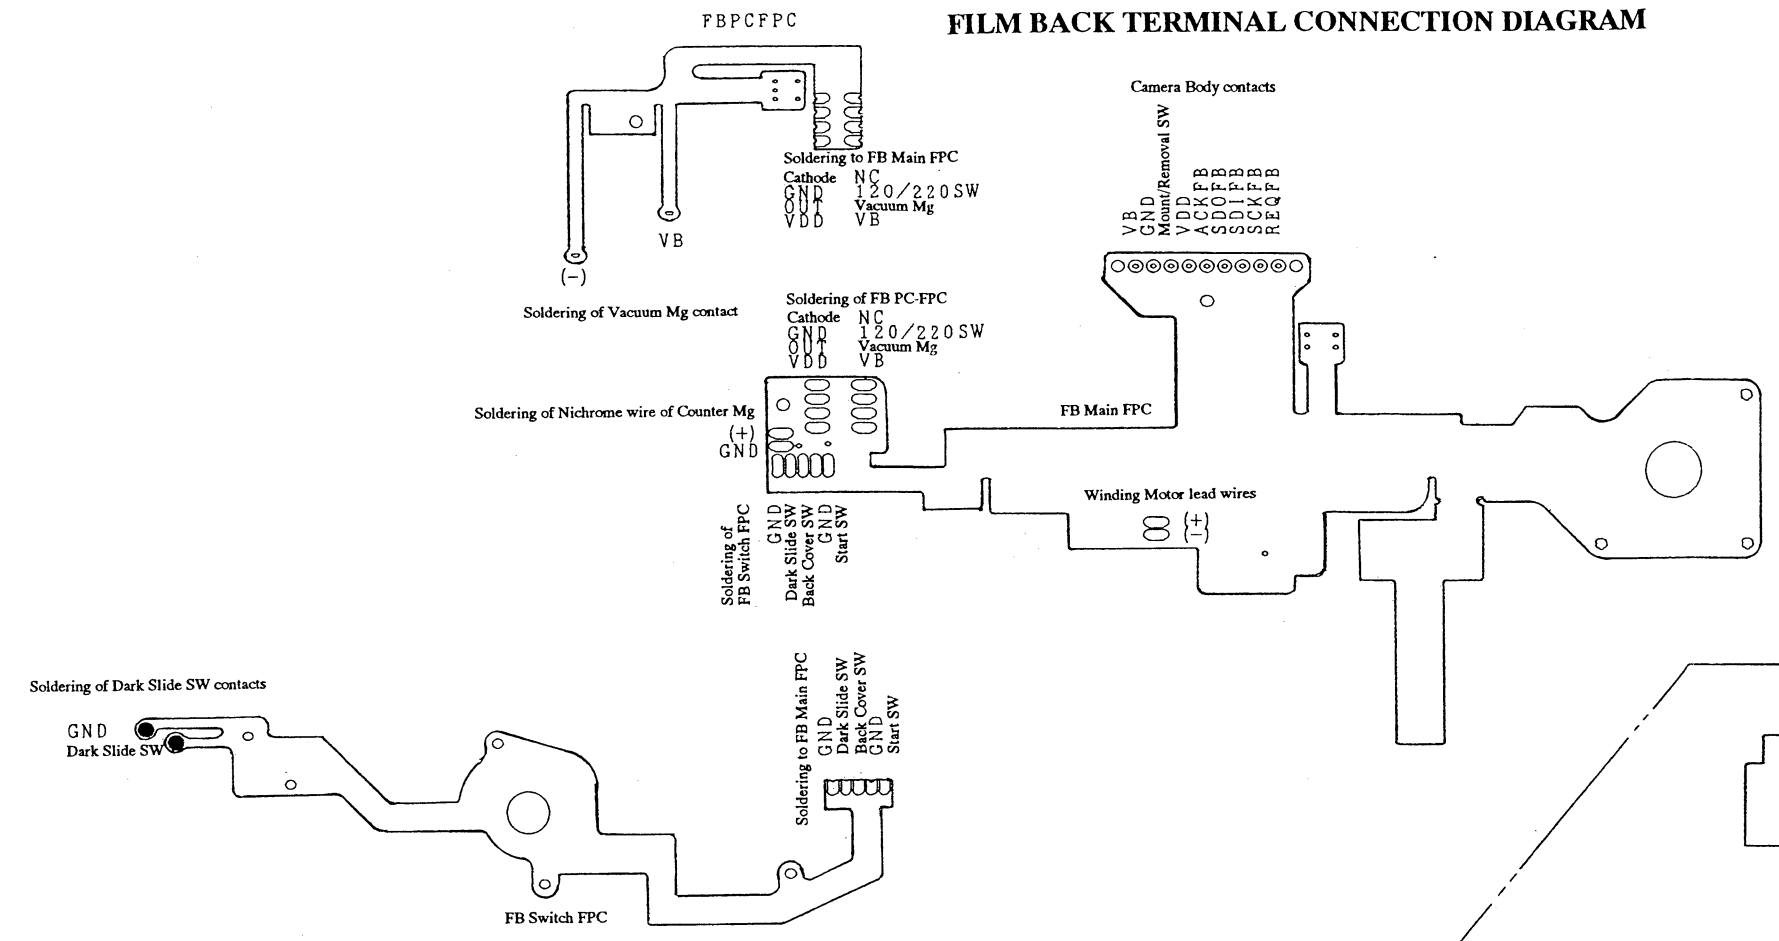 FBPCFPC
FILM BACK TERMINAL CONNECTION DIAGRAM
Camera Body contacts
VB
GND
Mount/Removal SW
VDD
ACKFB
SDOFB
SDIFB
SCKFB
REQFB
Soldering to FB Main FPC
Cathode NC
GND 120/220SW
OUT Vacuum Mg
VDD VB
VB
(-)
Soldering of Vacuum Mg contact
Soldering of FB PC-FPC
Cathode NC
GND 120/220SW
OUT Vacuum Mg
VDD VB
Soldering of Nichrome wire of Counter Mg
(+)
GND
FB Main FPC
Winding Motor lead wires
(+)
(-)
Soldering of
FB Switch FPC
GND
Dark Slide SW
Back Cover SW
GND
Start SW
Soldering of Dark Slide SW contacts
GND
Dark Slide SW
Soldering to FB Main FPC
GND
Dark Slide SW
Back Cover SW
GND
Start SW
FB Switch FPC